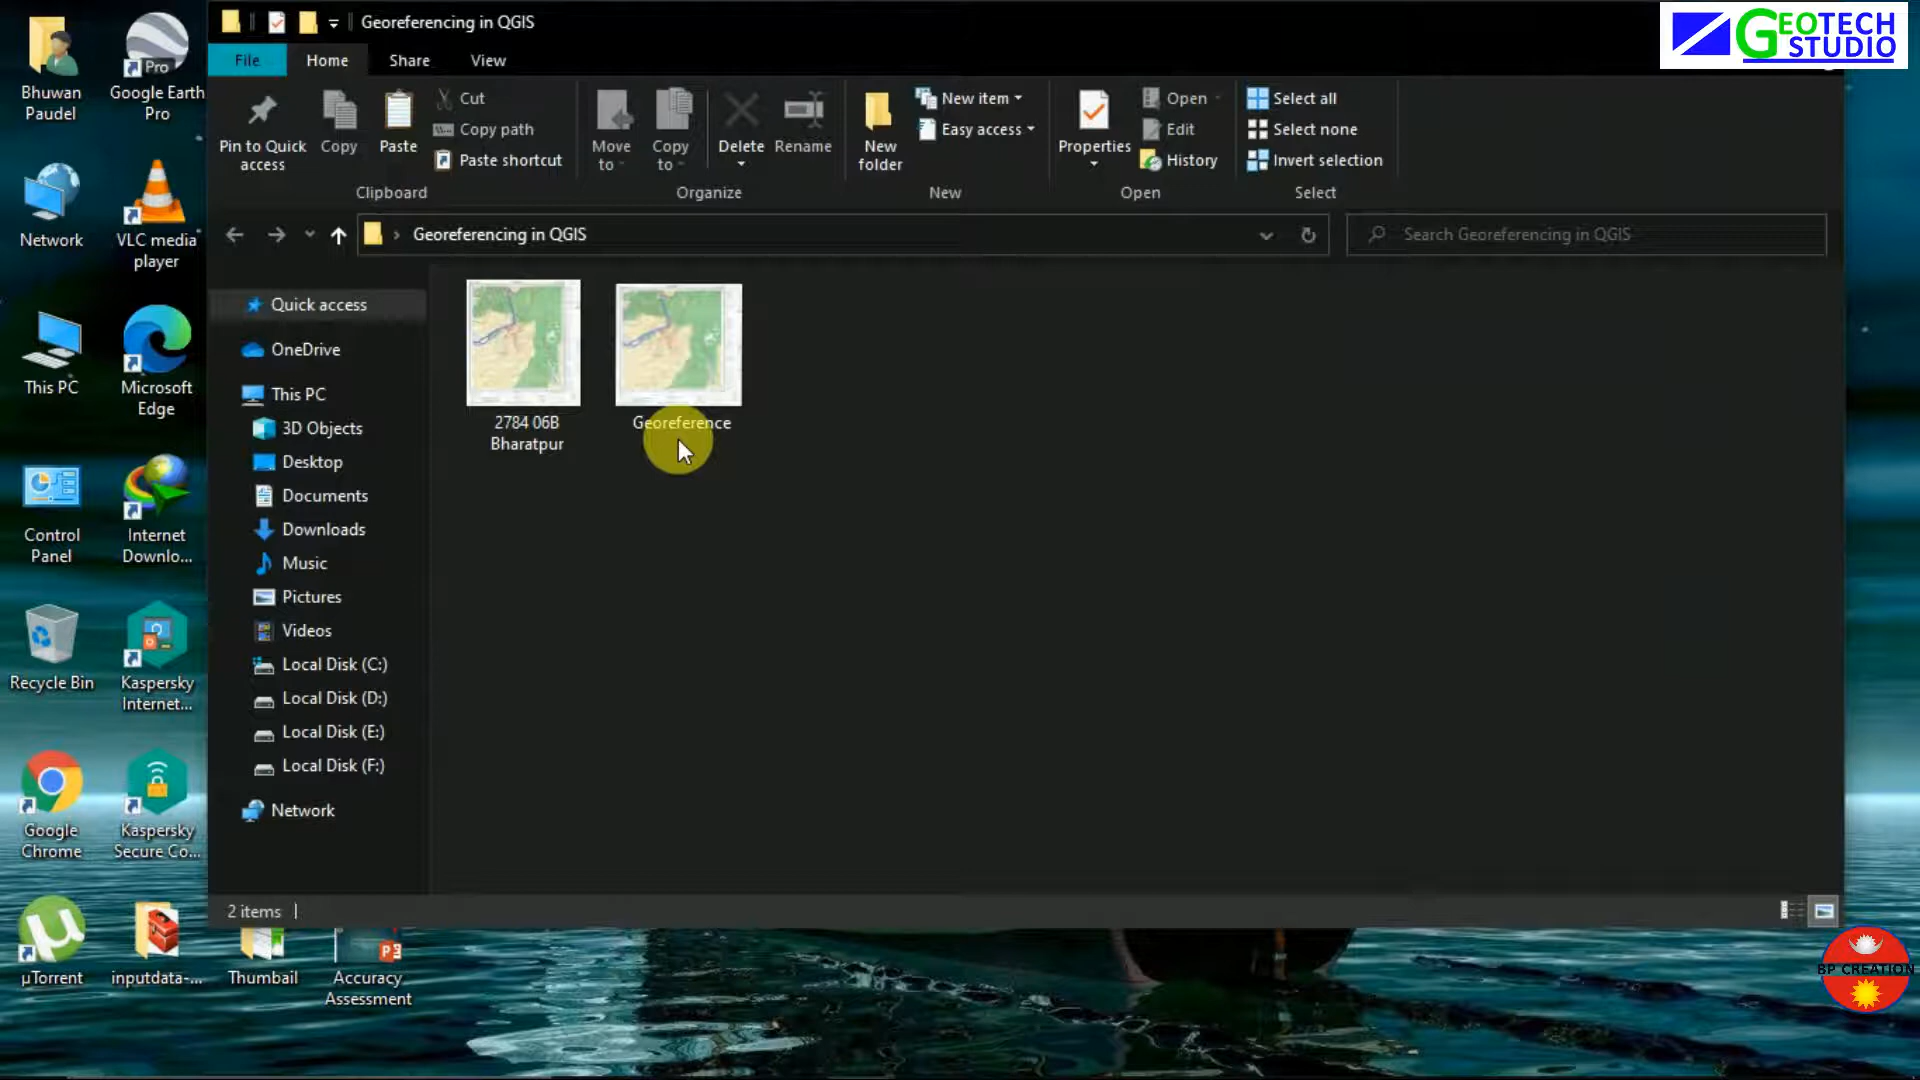 Georeferencing in QGIS
GEOTECH
STUDIO
File
Home
Share
View
Pin to Quick
access
Copy
Paste
Cut
Copy path
Paste shortcut
Clipboard
Move
to
Copy
to
Delete
Rename
Organize
New
folder
New item
Easy access
New
Properties
Open
Edit
History
Open
Select all
Select none
Invert selection
Select
Georeferencing in QGIS
Search Georeferencing in QGIS
Quick access
OneDrive
This PC
3D Objects
Desktop
Documents
Downloads
Music
Pictures
Videos
Local Disk (C:)
Local Disk (D:)
Local Disk (E:)
Local Disk (F:)
Network
2784 06B
Bharatpur
Georeference
2 items
Bhuwan
Paudel
Google Earth
Pro
Pro
Network
VLC media
player
This PC
Microsoft
Edge
Control
Panel
Internet
Downlo...
Recycle Bin
Kaspersky
Internet...
Google
Chrome
Kaspersky
Secure Co...
µTorrent
inputdata-...
Thumbail
Accuracy
Assessment
BP CREATION